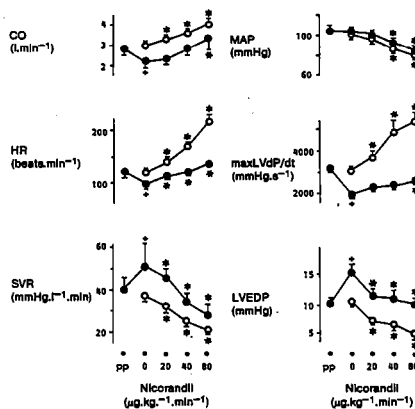 CO
(l.min⁻¹)
4
3
2
MAP
(mmHg)
100
60
HR
(beats.min⁻¹)
200
100
maxLVdP/dt
(mmHg.s⁻¹)
4000
2000
SVR
(mmHg.l⁻¹.min)
60
40
20
LVEDP
(mmHg)
15
10
5
pp 0 20 40 80
Nicorandil
(µg.kg.⁻¹.min⁻¹)
pp 0 20 40 80
Nicorandil
(µg.kg⁻¹.min⁻¹)